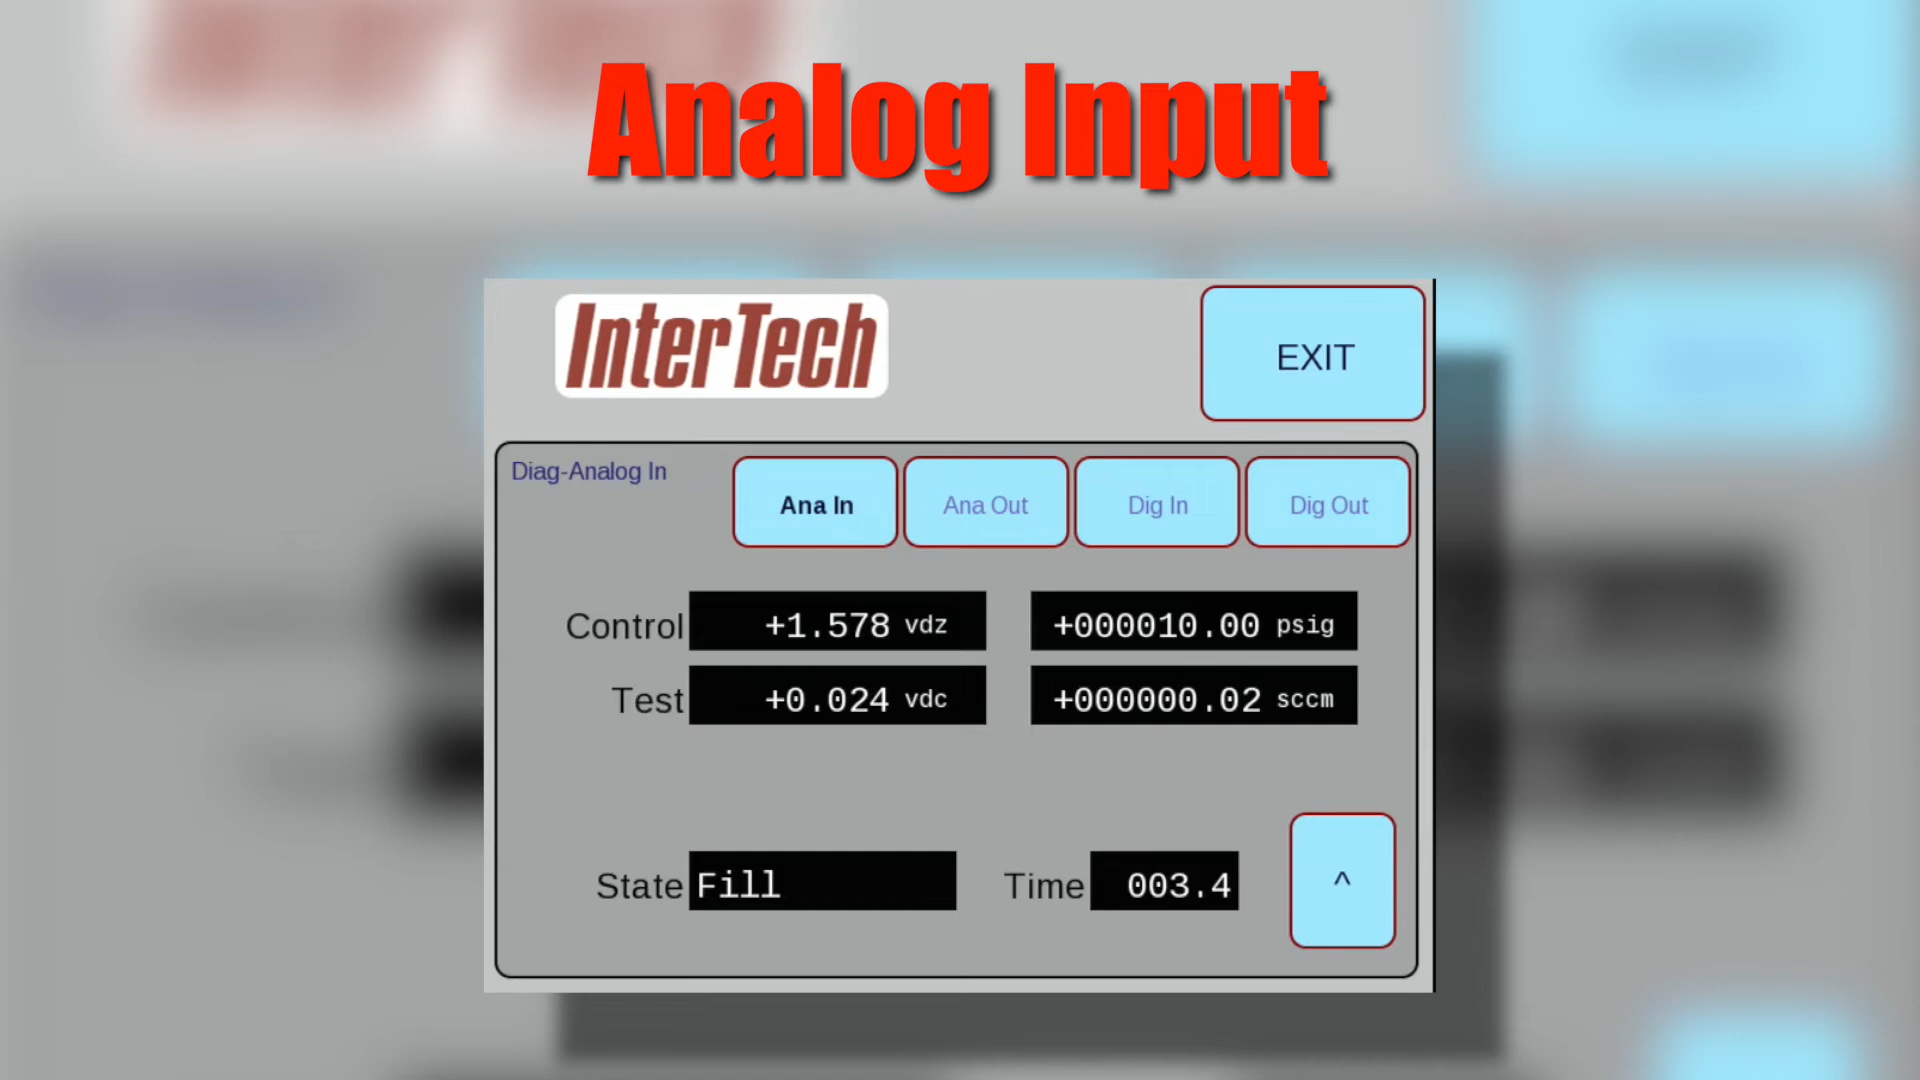 Analog Input
InterTech
EXIT
Diag-Analog In
Ana In
Ana Out
Dig In
Dig Out
Control +1.578 vdz +000010.00 psig
Test +0.024 vdc +000000.02 sccm
State Fill Time 003.4 ^